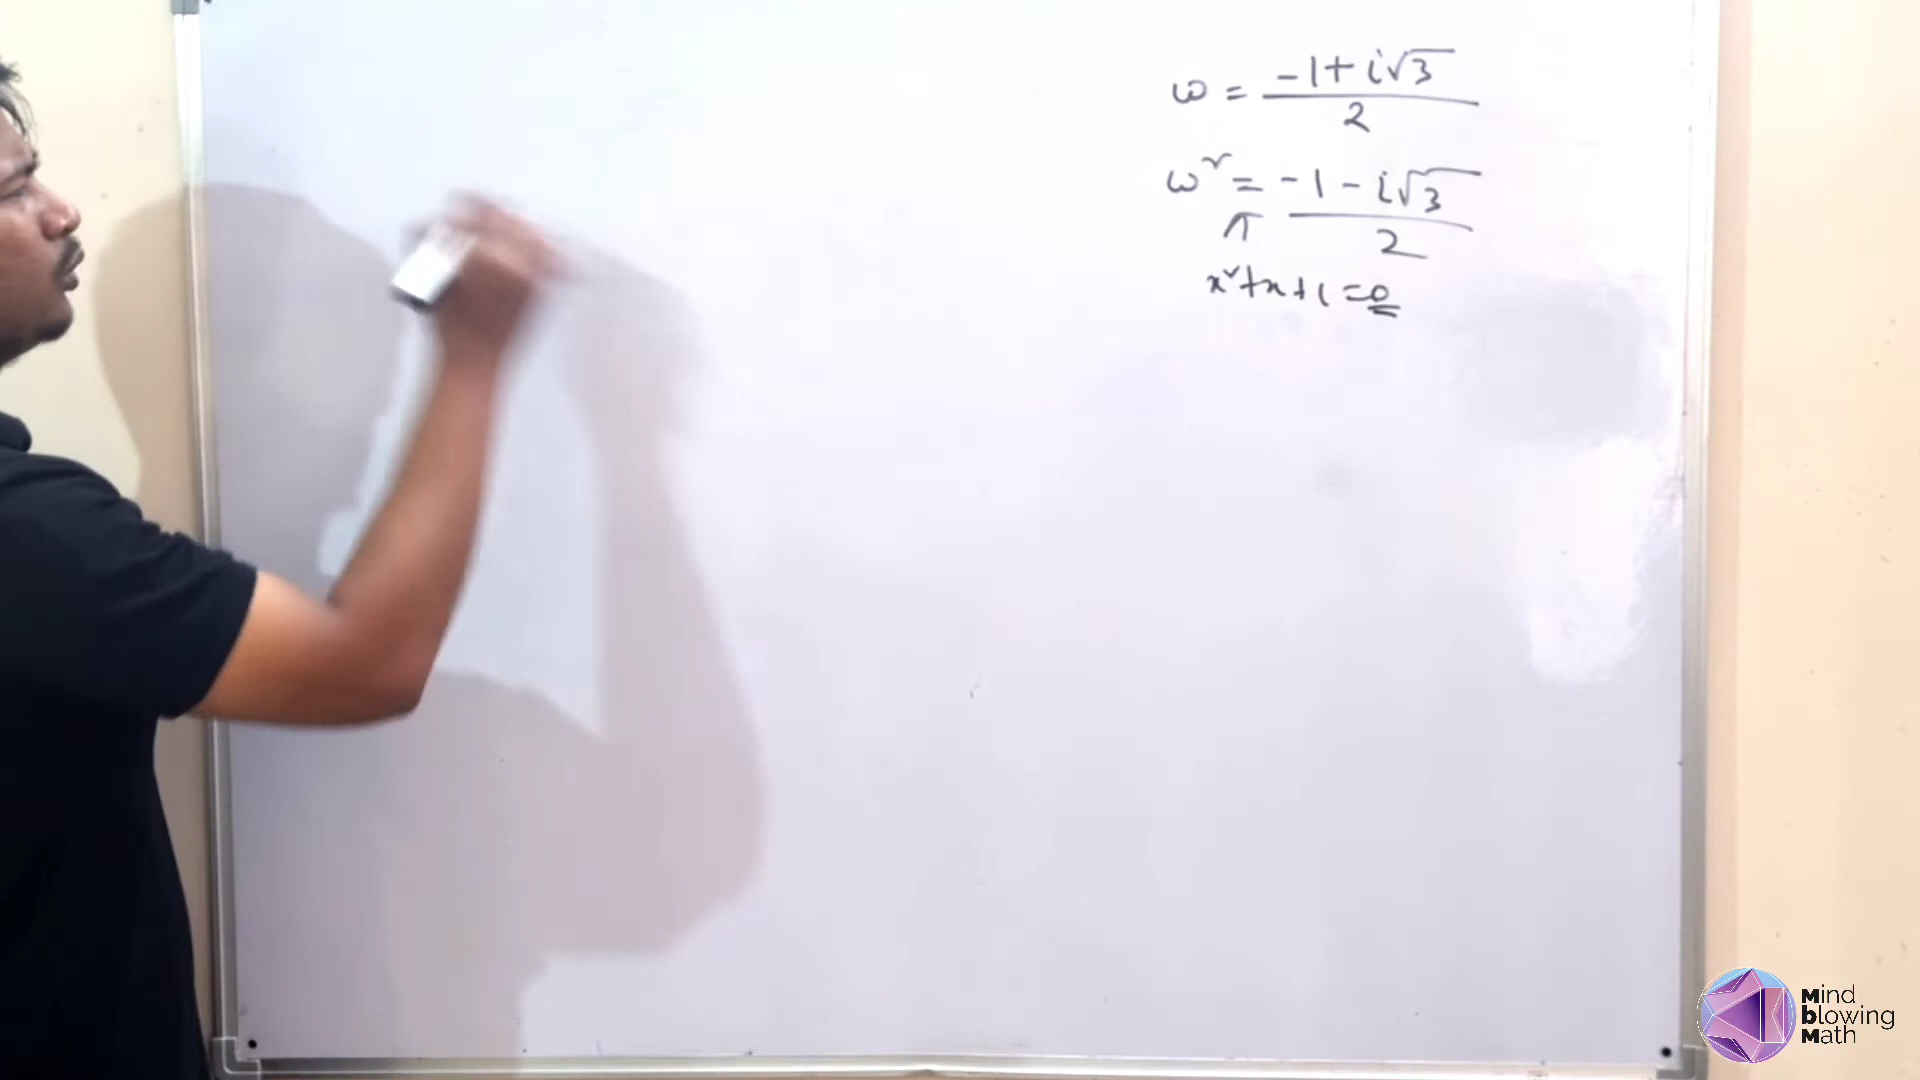 ω = (-1 + i√3)/2
ω² = (-1 - i√3)/2
x² + x + 1 = 0
Mind
blowing
Math